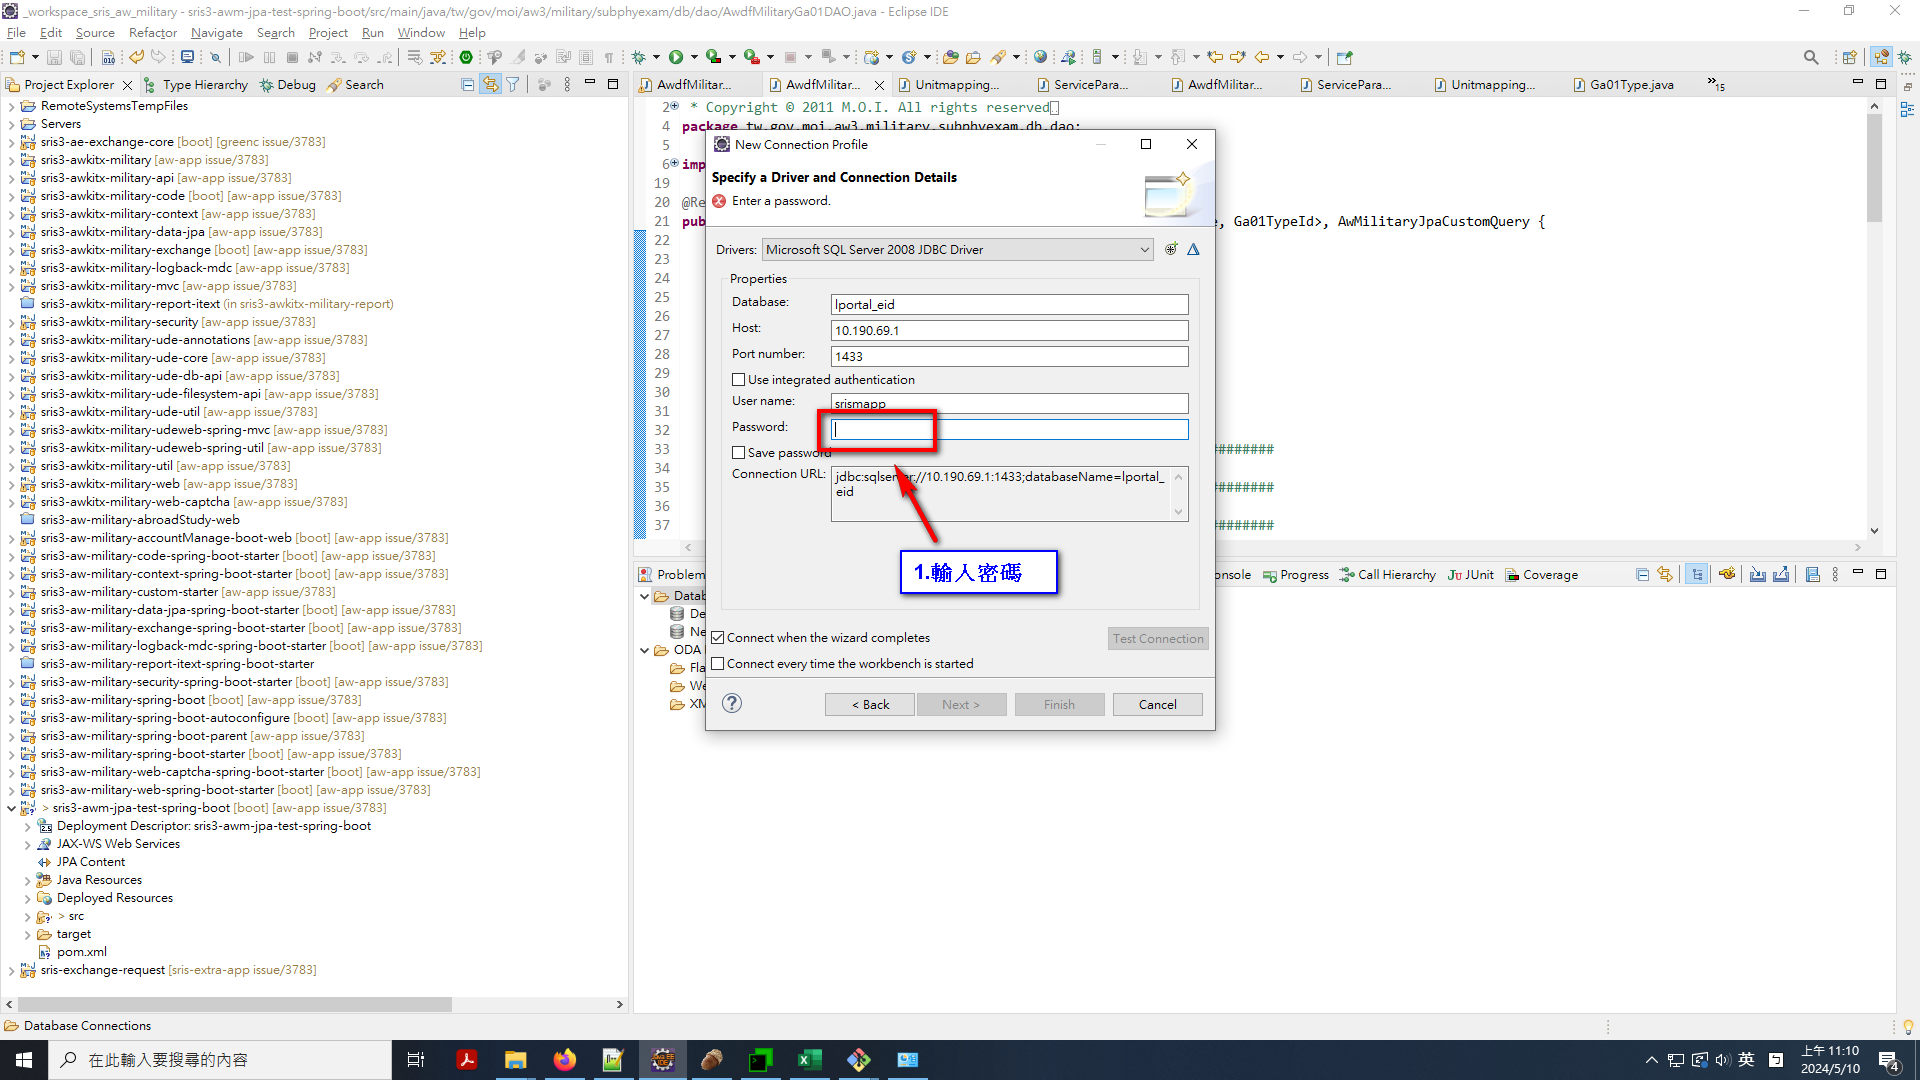 _workspace_sris_aw_military - sris3-awm-jpa-test-spring-boot/src/main/java/tw/gov/moi/aw3/military/subphyexam/db/dao/AwdfMilitaryGa01DAO.java - Eclipse IDE
File Edit Source Refactor Navigate Search Project Run Window Help
Project Explorer Type Hierarchy Debug Search
RemoteSystemsTempFiles
Servers
sris3-ae-exchange-core [boot] [greenc issue/3783]
sris3-awkitx-military [aw-app issue/3783]
sris3-awkitx-military-api [aw-app issue/3783]
sris3-awkitx-military-code [boot] [aw-app issue/3783]
sris3-awkitx-military-context [aw-app issue/3783]
sris3-awkitx-military-data-jpa [aw-app issue/3783]
sris3-awkitx-military-exchange [boot] [aw-app issue/3783]
sris3-awkitx-military-logback-mdc [aw-app issue/3783]
sris3-awkitx-military-mvc [aw-app issue/3783]
sris3-awkitx-military-report-itext (in sris3-awkitx-military-report)
sris3-awkitx-military-security [aw-app issue/3783]
sris3-awkitx-military-ude-annotations [aw-app issue/3783]
sris3-awkitx-military-ude-core [aw-app issue/3783]
sris3-awkitx-military-ude-db-api [aw-app issue/3783]
sris3-awkitx-military-ude-filesystem-api [aw-app issue/3783]
sris3-awkitx-military-ude-util [aw-app issue/3783]
sris3-awkitx-military-udeweb-spring-mvc [aw-app issue/3783]
sris3-awkitx-military-udeweb-spring-util [aw-app issue/3783]
sris3-awkitx-military-util [aw-app issue/3783]
sris3-awkitx-military-web [aw-app issue/3783]
sris3-awkitx-military-web-captcha [aw-app issue/3783]
sris3-aw-military-abroadStudy-web
sris3-aw-military-accountManage-boot-web [boot] [aw-app issue/3783]
sris3-aw-military-code-spring-boot-starter [aw-app issue/3783]
sris3-aw-military-context-spring-boot-starter [aw-app issue/3783]
sris3-aw-military-custom-starter [aw-app issue/3783]
sris3-aw-military-data-jpa-spring-boot-starter [boot] [aw-app issue/3783]
sris3-aw-military-exchange-spring-boot-starter [boot] [aw-app issue/3783]
sris3-aw-military-logback-mdc-spring-boot-starter [boot] [aw-app issue/3783]
sris3-aw-military-report-itext-spring-boot-starter
sris3-aw-military-security-spring-boot-starter [boot] [aw-app issue/3783]
sris3-aw-military-spring-boot [boot] [aw-app issue/3783]
sris3-aw-military-spring-boot-autoconfigure [boot] [aw-app issue/3783]
sris3-aw-military-spring-boot-parent [aw-app issue/3783]
sris3-aw-military-spring-boot-starter [boot] [aw-app issue/3783]
sris3-aw-military-web-captcha-spring-boot-starter [boot] [aw-app issue/3783]
sris3-aw-military-web-spring-boot-starter [boot] [aw-app issue/3783]
> sris3-awm-jpa-test-spring-boot [boot] [aw-app issue/3783]
Deployment Descriptor: sris3-awm-jpa-test-spring-boot
JAX-WS Web Services
JPA Content
Java Resources
Deployed Resources
> src
target
pom.xml
sris-exchange-request [sris-extra-app issue/3783]
AwdfMilitar... AwdfMilitar... Unitmapping... ServicePara... AwdfMilitar... ServicePara... Unitmapping... Ga01Type.java »15
2 * Copyright © 2011 M.O.I. All rights reserved
4 package tw.gov.moi.aw3.military.subphyexam.db.dao;
5
6 imp
19
20 @Re
21 pub , Ga01TypeId>, AwMilitaryJpaCustomQuery {
22
23
24
25
26
27
28
29
30
31
32
33 ########
34
35 ########
36
37 ########
New Connection Profile
Specify a Driver and Connection Details
Enter a password.
Drivers: Microsoft SQL Server 2008 JDBC Driver
Properties
Database: lportal_eid
Host: 10.190.69.1
Port number: 1433
Use integrated authentication
User name: srismapp
Password:
Save password
Connection URL: jdbc:sqlserver://10.190.69.1:1433;databaseName=lportal_
eid
1.輸入密碼
Connect when the wizard completes
Test Connection
Connect every time the workbench is started
< Back Next > Finish Cancel
Problem onsole Progress Call Hierarchy JUnit Coverage
Datab
De
Ne
ODA
Fla
We
XM
Database Connections
在此輸入要搜尋的內容
英
上午 11:10
2024/5/10
4